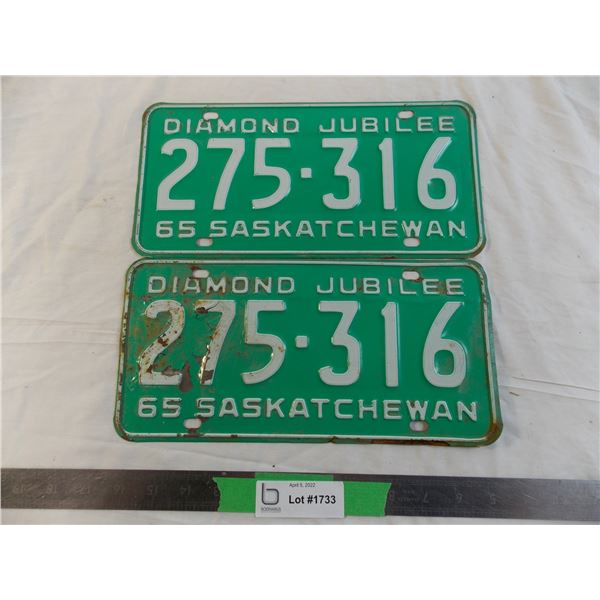 DIAMOND JUBILEE
275·316
65 SASKATCHEWAN
DIAMOND JUBILEE
275·316
65 SASKATCHEWAN
April 5, 2022
Lot #1733